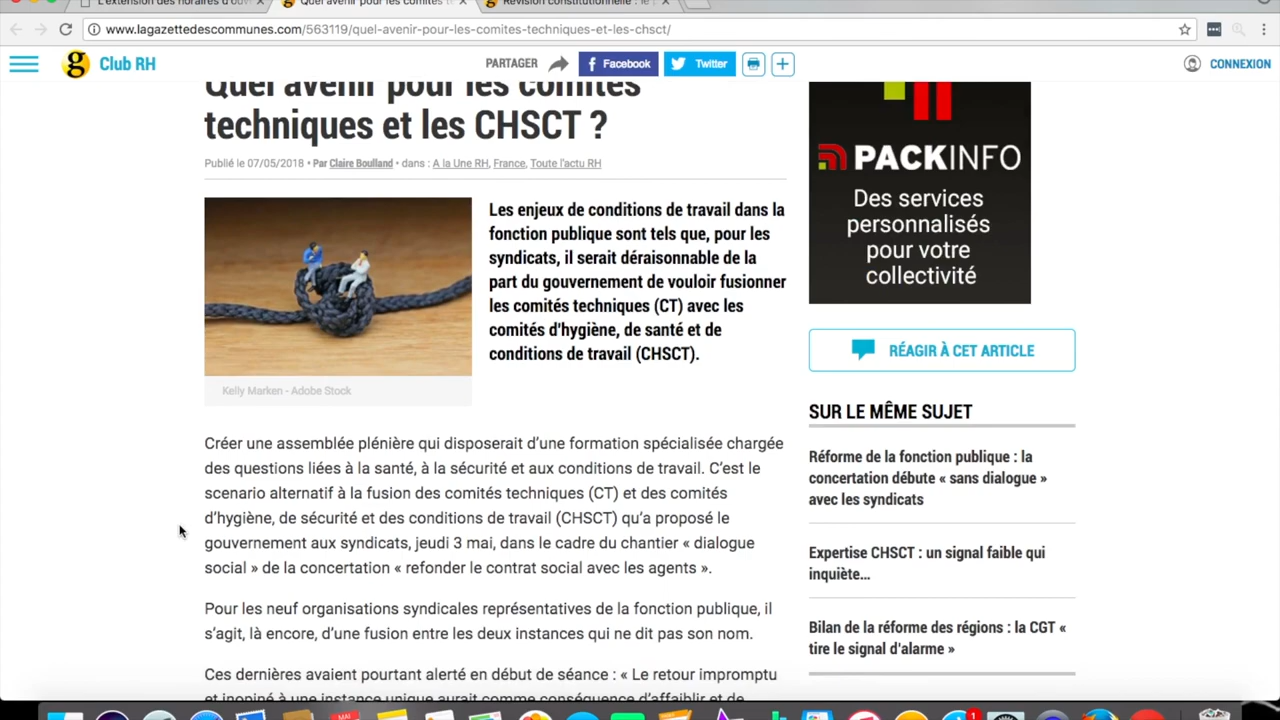 L'extension des horaires d'ouv
Quel avenir pour les comités te
Révision constitutionnelle : le
www.lagazettedescommunes.com/563119/quel-avenir-pour-les-comites-techniques-et-les-chsct/
g Club RH
PARTAGER
Facebook
Twitter
CONNEXION
Quel avenir pour les comités
techniques et les CHSCT ?
Publié le 07/05/2018 • Par Claire Boulland • dans : A la Une RH, France, Toute l'actu RH
Kelly Marken - Adobe Stock
Les enjeux de conditions de travail dans la
fonction publique sont tels que, pour les
syndicats, il serait déraisonnable de la
part du gouvernement de vouloir fusionner
les comités techniques (CT) avec les
comités d'hygiène, de santé et de
conditions de travail (CHSCT).
Créer une assemblée plénière qui disposerait d'une formation spécialisée chargée
des questions liées à la santé, à la sécurité et aux conditions de travail. C'est le
scenario alternatif à la fusion des comités techniques (CT) et des comités
d'hygiène, de sécurité et des conditions de travail (CHSCT) qu'a proposé le
gouvernement aux syndicats, jeudi 3 mai, dans le cadre du chantier « dialogue
social » de la concertation « refonder le contrat social avec les agents ».
Pour les neuf organisations syndicales représentatives de la fonction publique, il
s'agit, là encore, d'une fusion entre les deux instances qui ne dit pas son nom.
Ces dernières avaient pourtant alerté en début de séance : « Le retour impromptu
et inopiné à une instance unique aurait comme conséquence d'affaiblir et de
PACKINFO
Des services
personnalisés
pour votre
collectivité
RÉAGIR À CET ARTICLE
SUR LE MÊME SUJET
Réforme de la fonction publique : la
concertation débute « sans dialogue »
avec les syndicats
Expertise CHSCT : un signal faible qui
inquiète...
Bilan de la réforme des régions : la CGT «
tire le signal d'alarme »
MAI
1